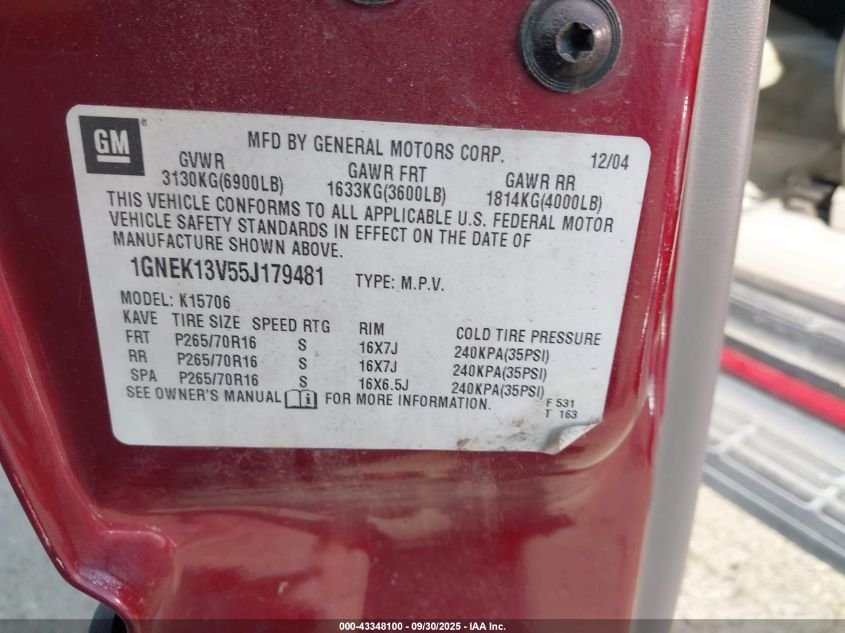 GM
MFD BY GENERAL MOTORS CORP. 12/04
GVWR GAWR FRT GAWR RR
3130KG(6900LB) 1633KG(3600LB) 1814KG(4000LB)
THIS VEHICLE CONFORMS TO ALL APPLICABLE U.S. FEDERAL MOTOR
VEHICLE SAFETY STANDARDS IN EFFECT ON THE DATE OF
MANUFACTURE SHOWN ABOVE.
1GNEK13V55J179481 TYPE: M.P.V.
MODEL: K15706
KAVE TIRE SIZE SPEED RTG RIM COLD TIRE PRESSURE
FRT P265/70R16 S 16X7J 240KPA(35PSI)
RR P265/70R16 S 16X7J 240KPA(35PSI)
SPA P265/70R16 S 16X6.5J 240KPA(35PSI)
SEE OWNER'S MANUAL FOR MORE INFORMATION.
F 531
T 163
000-43348100 - 09/30/2025 - IAA Inc.